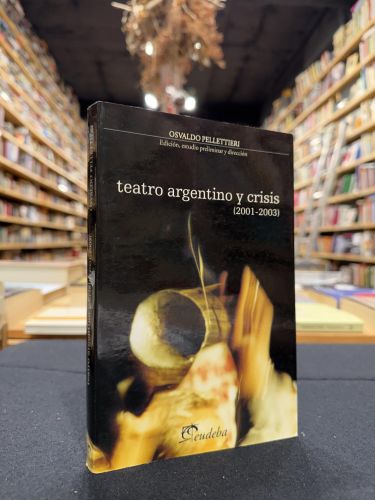 OSVALDO PELLETTIERI
Edición, estudio preliminar y dirección
teatro argentino y crisis
(2001-2003)
eudeba